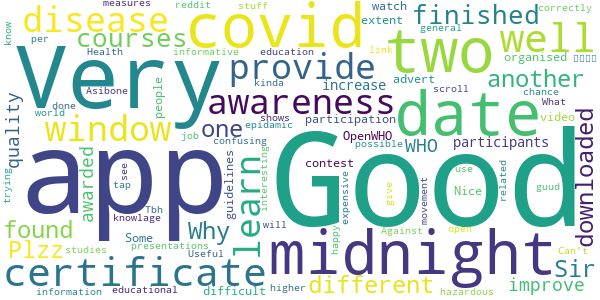 disease
covid
finished
measures
reddit
stuff
watch
extent
advert
general
correctly
organised
Health
informative
education
link
Very
courses
provide
two
well
per
Asibone
people
kinda
increase
scroll
chance
another
know
window
awareness
date
done
world
shows
participation
What
video
quality
one
epidamic
job
confusing
OpenWHO
possible
WHO
participants
app
Good
downloaded
trying
awarded
tap
see
Why
guidelines
learn
interesting
contest
expensive
movement
related
use
Nice
guud
found
knowlage
Tbh
will
give
Plzz
studies
Some
Useful
presentations
happy
midnight
Against
open
Can't
Sir
certificate
different
improve
information
educational
difficult
higher
hazardous